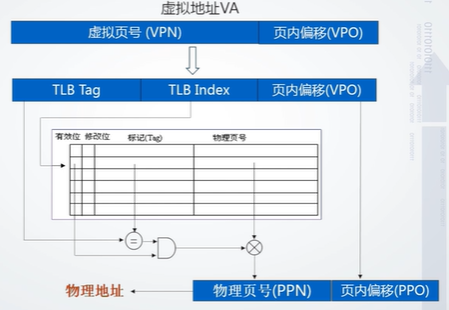 虚拟地址VA
虚拟页号 (VPN) 页内偏移(VPO)
TLB Tag TLB Index 页内偏移(VPO)
有效位 修改位 标记(Tag) 物理页号
=
物理地址 物理页号(PPN) 页内偏移(PPO)